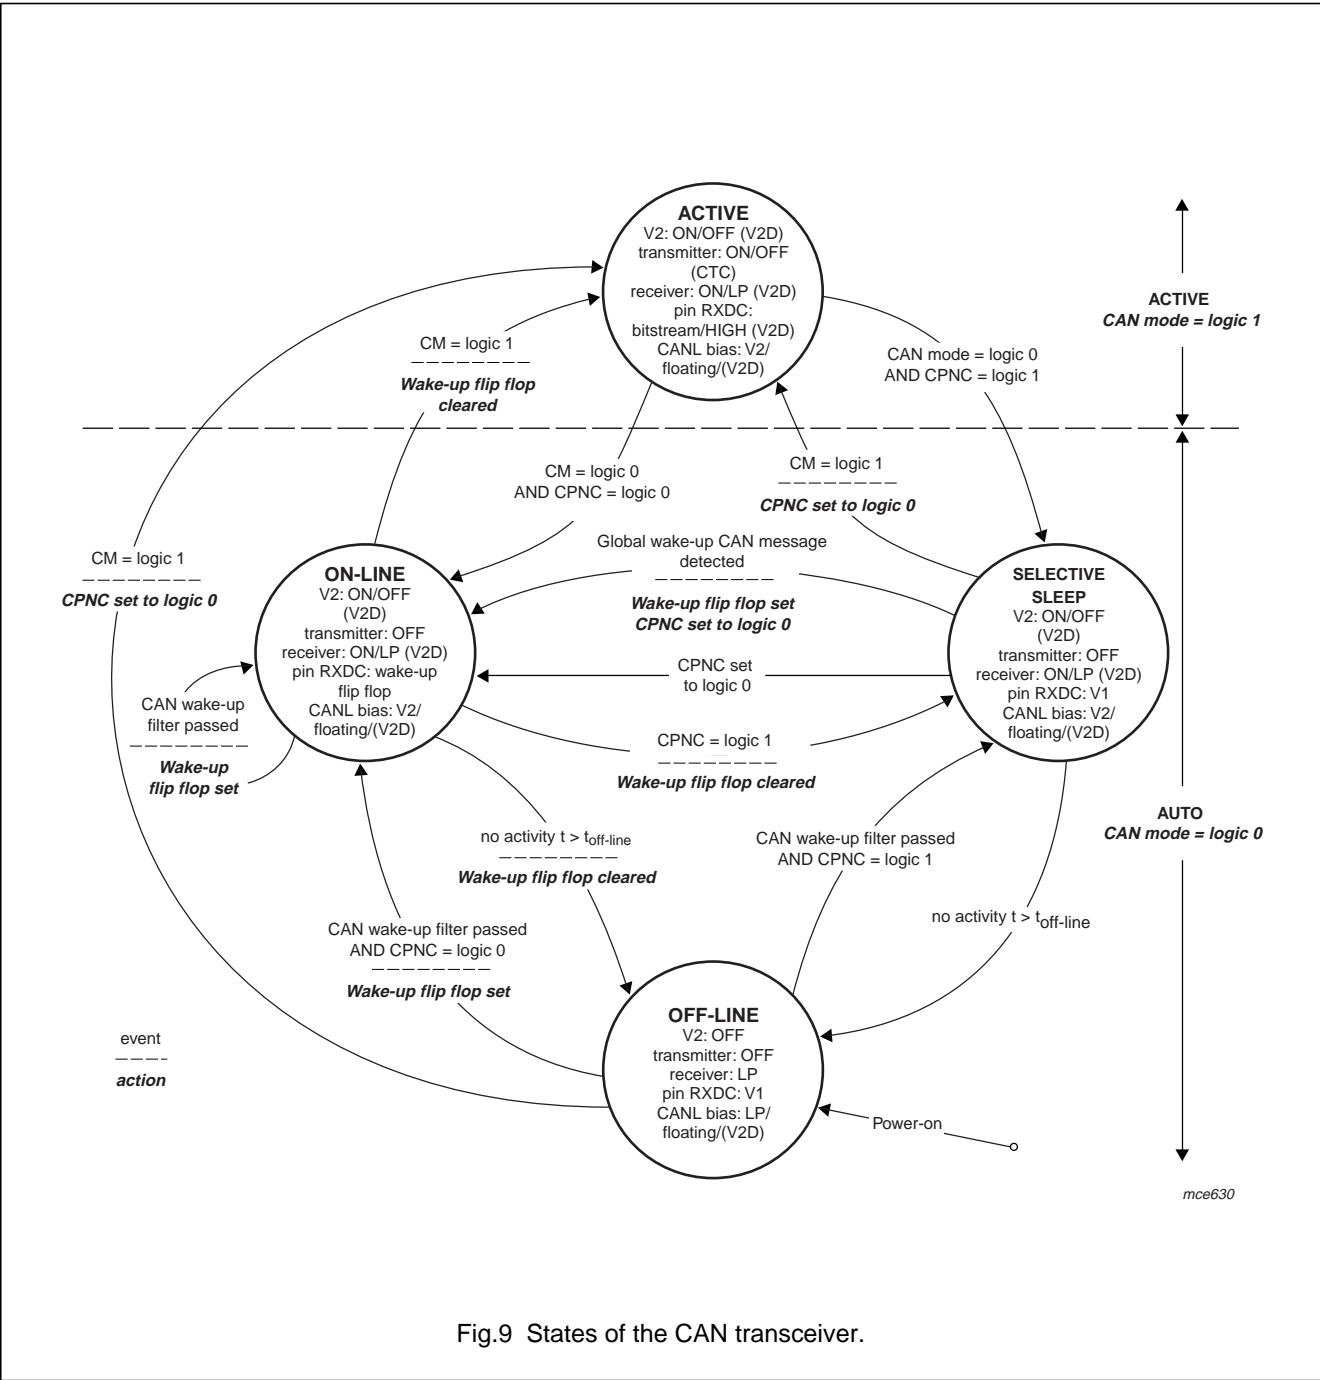 ACTIVE
V2: ON/OFF (V2D)
transmitter: ON/OFF
(CTC)
receiver: ON/LP (V2D)
pin RXDC:
bitstream/HIGH (V2D)
CANL bias: V2/
floating/(V2D)
ACTIVE
CAN mode = logic 1
CM = logic 1
Wake-up flip flop
cleared
CAN mode = logic 0
AND CPNC = logic 1
CM = logic 0
AND CPNC = logic 0
CM = logic 1
CPNC set to logic 0
CM = logic 1
CPNC set to logic 0
Global wake-up CAN message
detected
Wake-up flip flop set
CPNC set to logic 0
ON-LINE
V2: ON/OFF
(V2D)
transmitter: OFF
receiver: ON/LP (V2D)
pin RXDC: wake-up
flip flop
CANL bias: V2/
floating/(V2D)
SELECTIVE
SLEEP
V2: ON/OFF
(V2D)
transmitter: OFF
receiver: ON/LP (V2D)
pin RXDC: V1
CANL bias: V2/
floating/(V2D)
CPNC set
to logic 0
CAN wake-up
filter passed
Wake-up
flip flop set
CPNC = logic 1
Wake-up flip flop cleared
AUTO
CAN mode = logic 0
no activity t > toff-line
Wake-up flip flop cleared
CAN wake-up filter passed
AND CPNC = logic 1
no activity t > toff-line
CAN wake-up filter passed
AND CPNC = logic 0
Wake-up flip flop set
OFF-LINE
V2: OFF
transmitter: OFF
receiver: LP
pin RXDC: V1
CANL bias: LP/
floating/(V2D)
event
action
Power-on
mce630
Fig.9 States of the CAN transceiver.